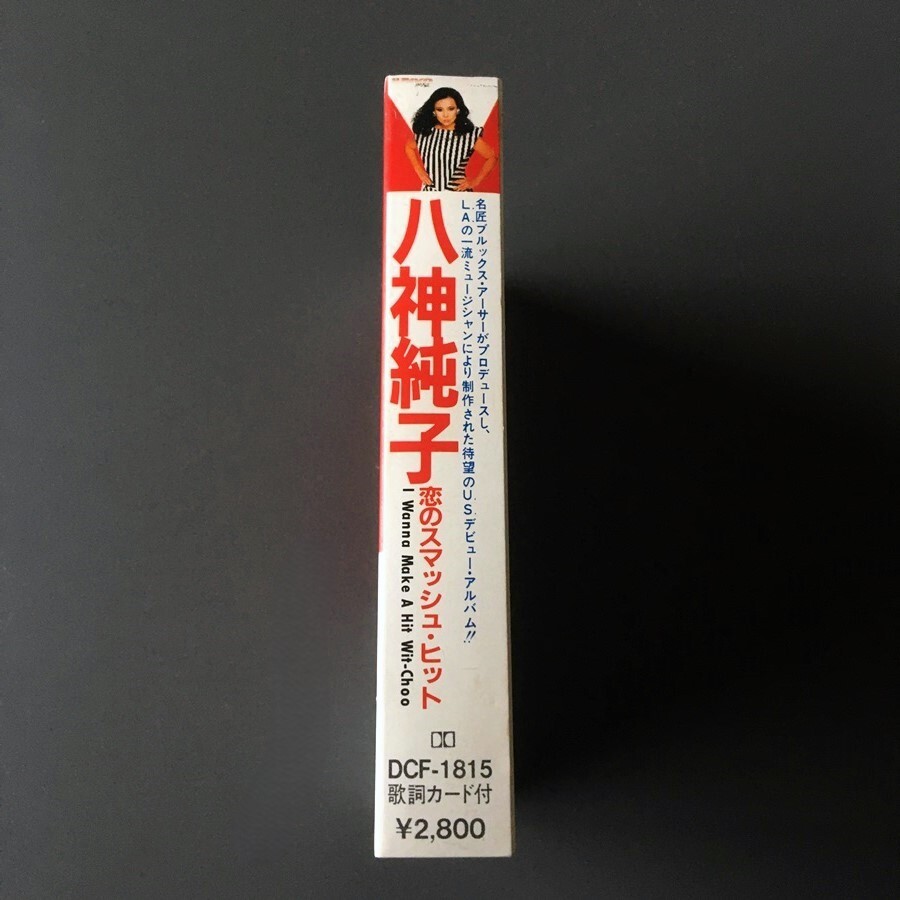 八神純子
名匠ブルックス・アーサーがプロデュースし、
L.A.の一流ミュージシャンにより制作された待望のU.S.デビュー・アルバム!!
恋のスマッシュ・ヒット
I Wanna Make A Hit Wit-Choo
DCF-1815
歌詞カード付
¥2,800